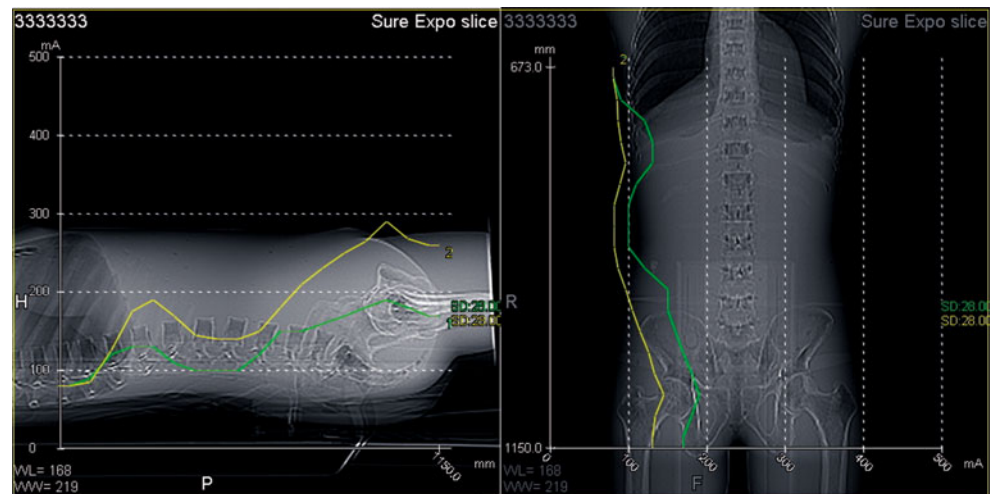 3333333
Sure Expo slice
mA
500
400
300
H
200
100
0
2
SD:28.00
SD:28.00
1150.0
mm
WL= 168
WW= 219
P
3333333
Sure Expo slice
mm
673.0
2
R
SD:28.00
SD:28.00
1150.0
0
100
200
300
400
500
mA
WL= 168
WW= 219
F